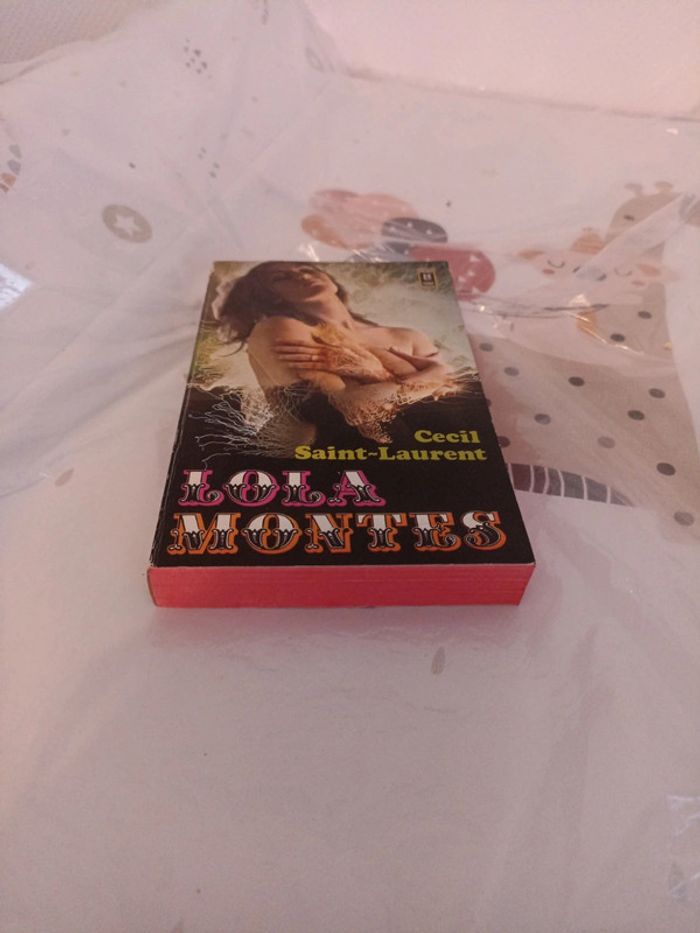 Cecil
Saint-Laurent
LOLA
MONTES